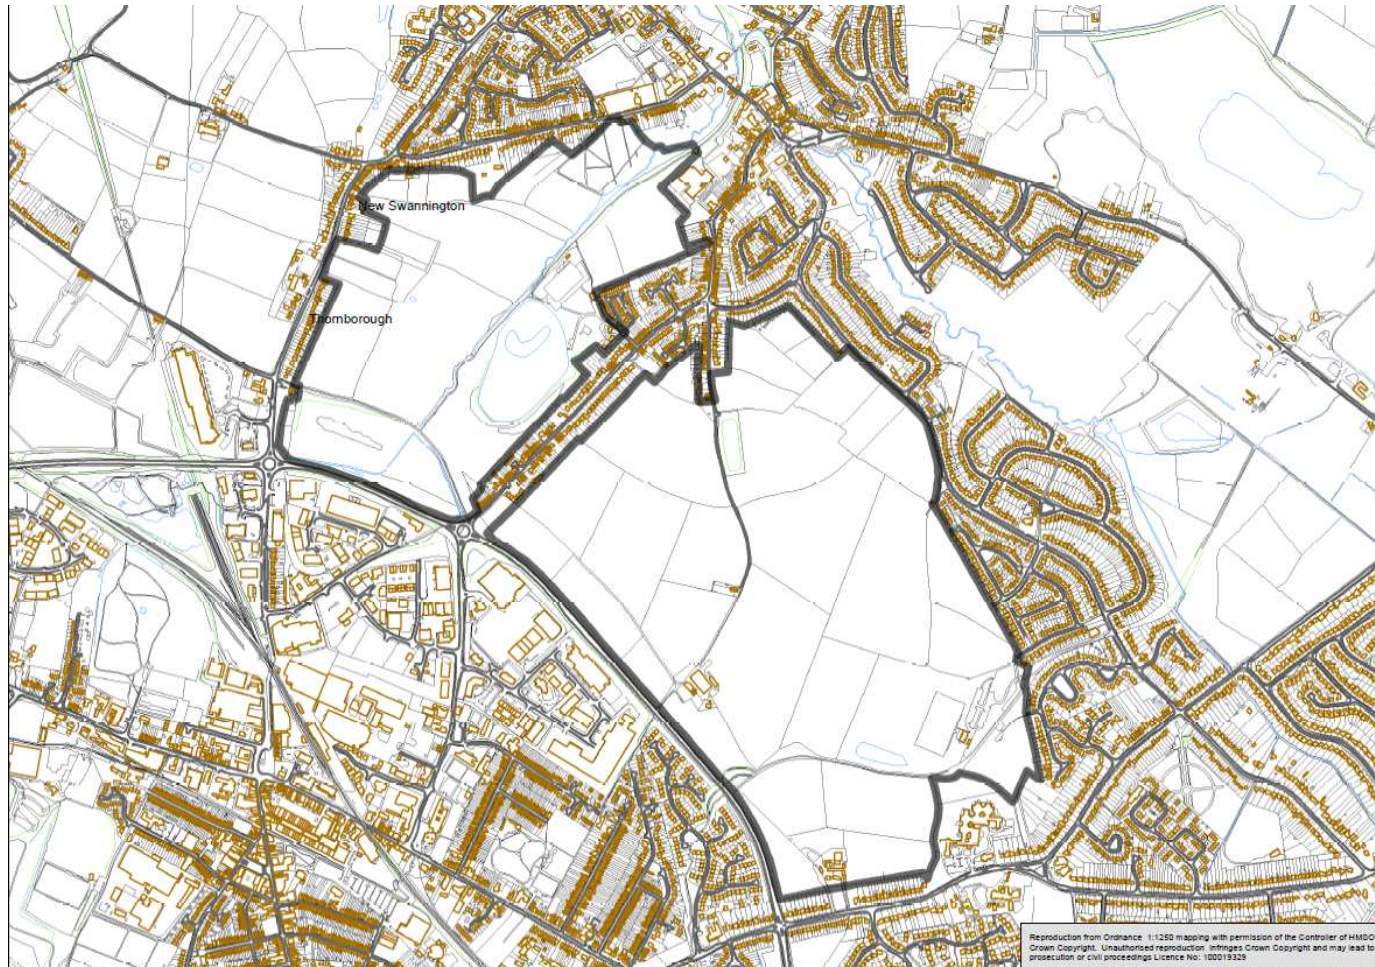 New Swannington
Thornborough
Reproduction from Ordnance 1:1250 mapping with permission of the Controller of HMSO
Crown Copyright. Unauthorised reproduction infringes Crown Copyright and may lead to
prosecution or civil proceedings Licence No: 100019329